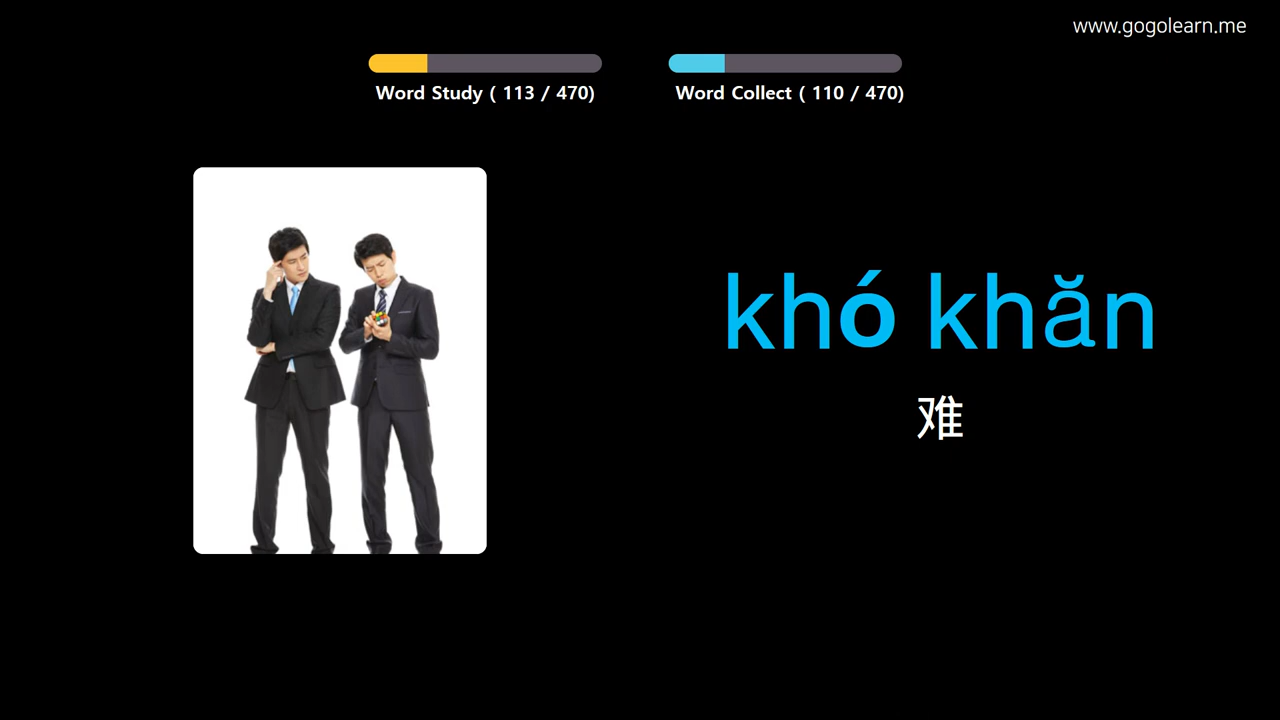 www.gogolearn.me
Word Study ( 113 / 470)
Word Collect ( 110 / 470)
khó khăn
难